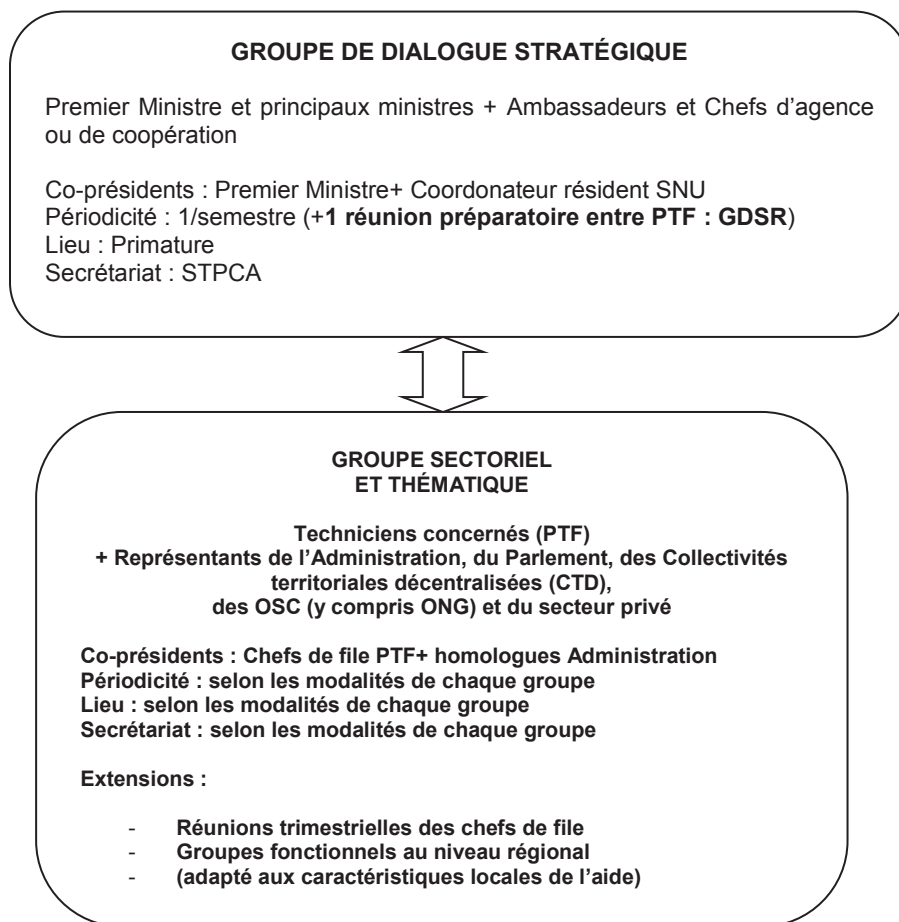 GROUPE DE DIALOGUE STRATÉGIQUE
Premier Ministre et principaux ministres + Ambassadeurs et Chefs d'agence
ou de coopération
Co-présidents : Premier Ministre+ Coordonateur résident SNU
Périodicité : 1/semestre (+1 réunion préparatoire entre PTF : GDSR)
Lieu : Primature
Secrétariat : STPCA
GROUPE SECTORIEL
ET THÉMATIQUE
Techniciens concernés (PTF)
+ Représentants de l'Administration, du Parlement, des Collectivités
territoriales décentralisées (CTD),
des OSC (y compris ONG) et du secteur privé
Co-présidents : Chefs de file PTF+ homologues Administration
Périodicité : selon les modalités de chaque groupe
Lieu : selon les modalités de chaque groupe
Secrétariat : selon les modalités de chaque groupe
Extensions :
- Réunions trimestrielles des chefs de file
- Groupes fonctionnels au niveau régional
- (adapté aux caractéristiques locales de l'aide)